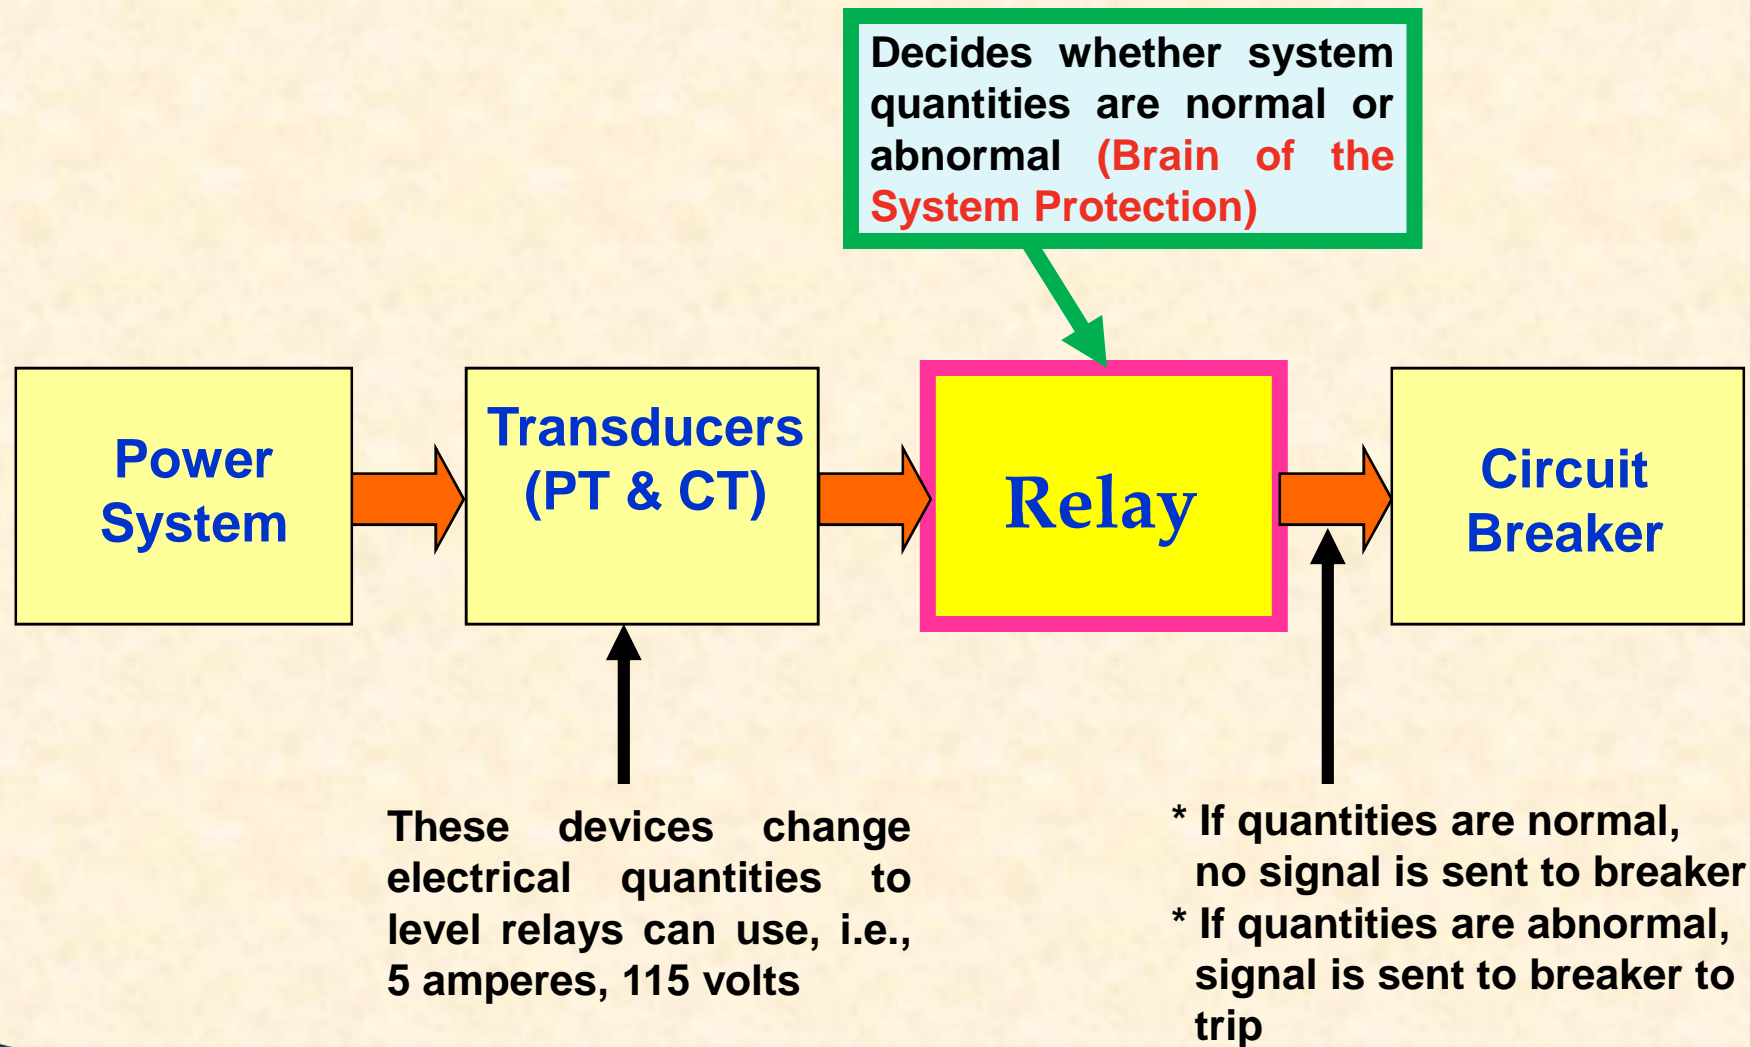 Decides whether system
quantities are normal or
abnormal (Brain of the
System Protection)
Power
System
Transducers
(PT & CT)
Relay
Circuit
Breaker
These devices change
electrical quantities to
level relays can use, i.e.,
5 amperes, 115 volts
* If quantities are normal,
no signal is sent to breaker
* If quantities are abnormal,
signal is sent to breaker to
trip